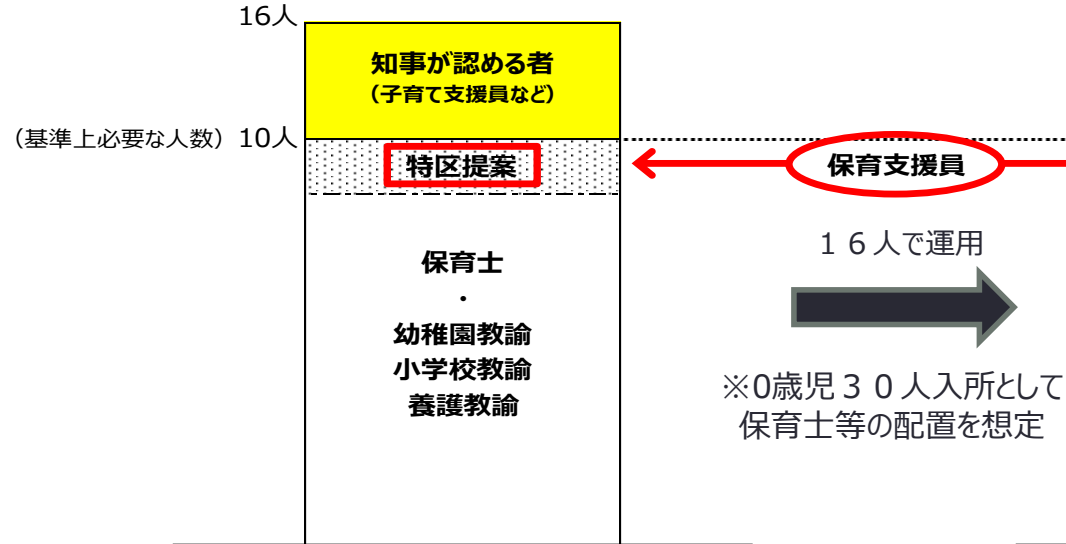 16人
知事が認める者
（子育て支援員など）
（基準上必要な人数）10人
特区提案
保育支援員
保育士
・
幼稚園教諭
小学校教諭
養護教諭
１６人で運用
※0歳児３０人入所として
保育士等の配置を想定